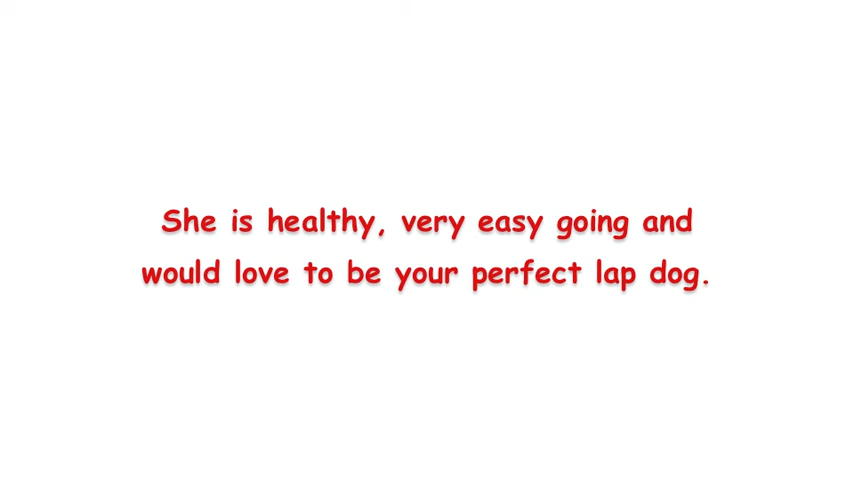 She is healthy, very easy going and
would love to be your perfect lap dog.